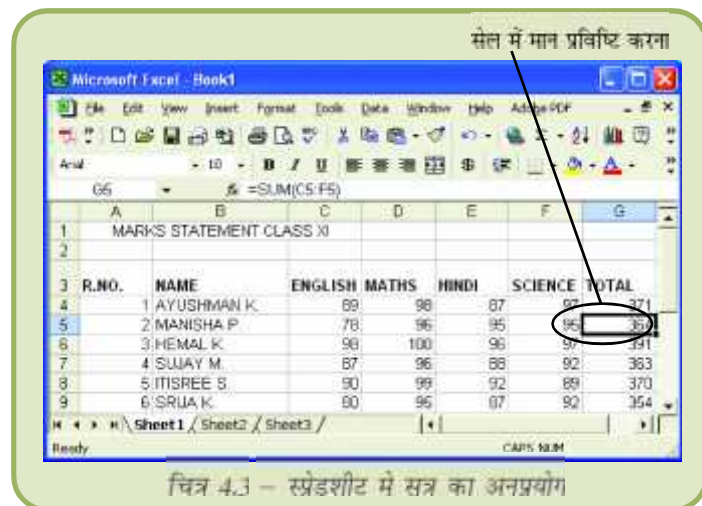 सेल में मान प्रविष्टि करना
Microsoft Excel - Book1
File Edit View Insert Format Tools Data Window Help Adobe PDF
Arial 10 B I U
G5 fx =SUM(C5:F5)
A B C D E F G
1 MARKS STATEMENT CLASS XI
2
3 R.NO. NAME ENGLISH MATHS HINDI SCIENCE TOTAL
4 1 AYUSHMAN K. 89 98 87 97 371
5 2 MANISHA P. 78 96 95 95
6 3 HEMAL K. 98 100 96 97 391
7 4 SUJAY M. 87 96 88 92 363
8 5 ITISREE S. 90 99 92 89 370
9 6 SRIJA K. 80 95 87 92 354
Sheet1 Sheet2 Sheet3
Ready CAPS NUM
चित्र 4.3 – स्प्रेडशीट में सूत्र का अनुप्रयोग